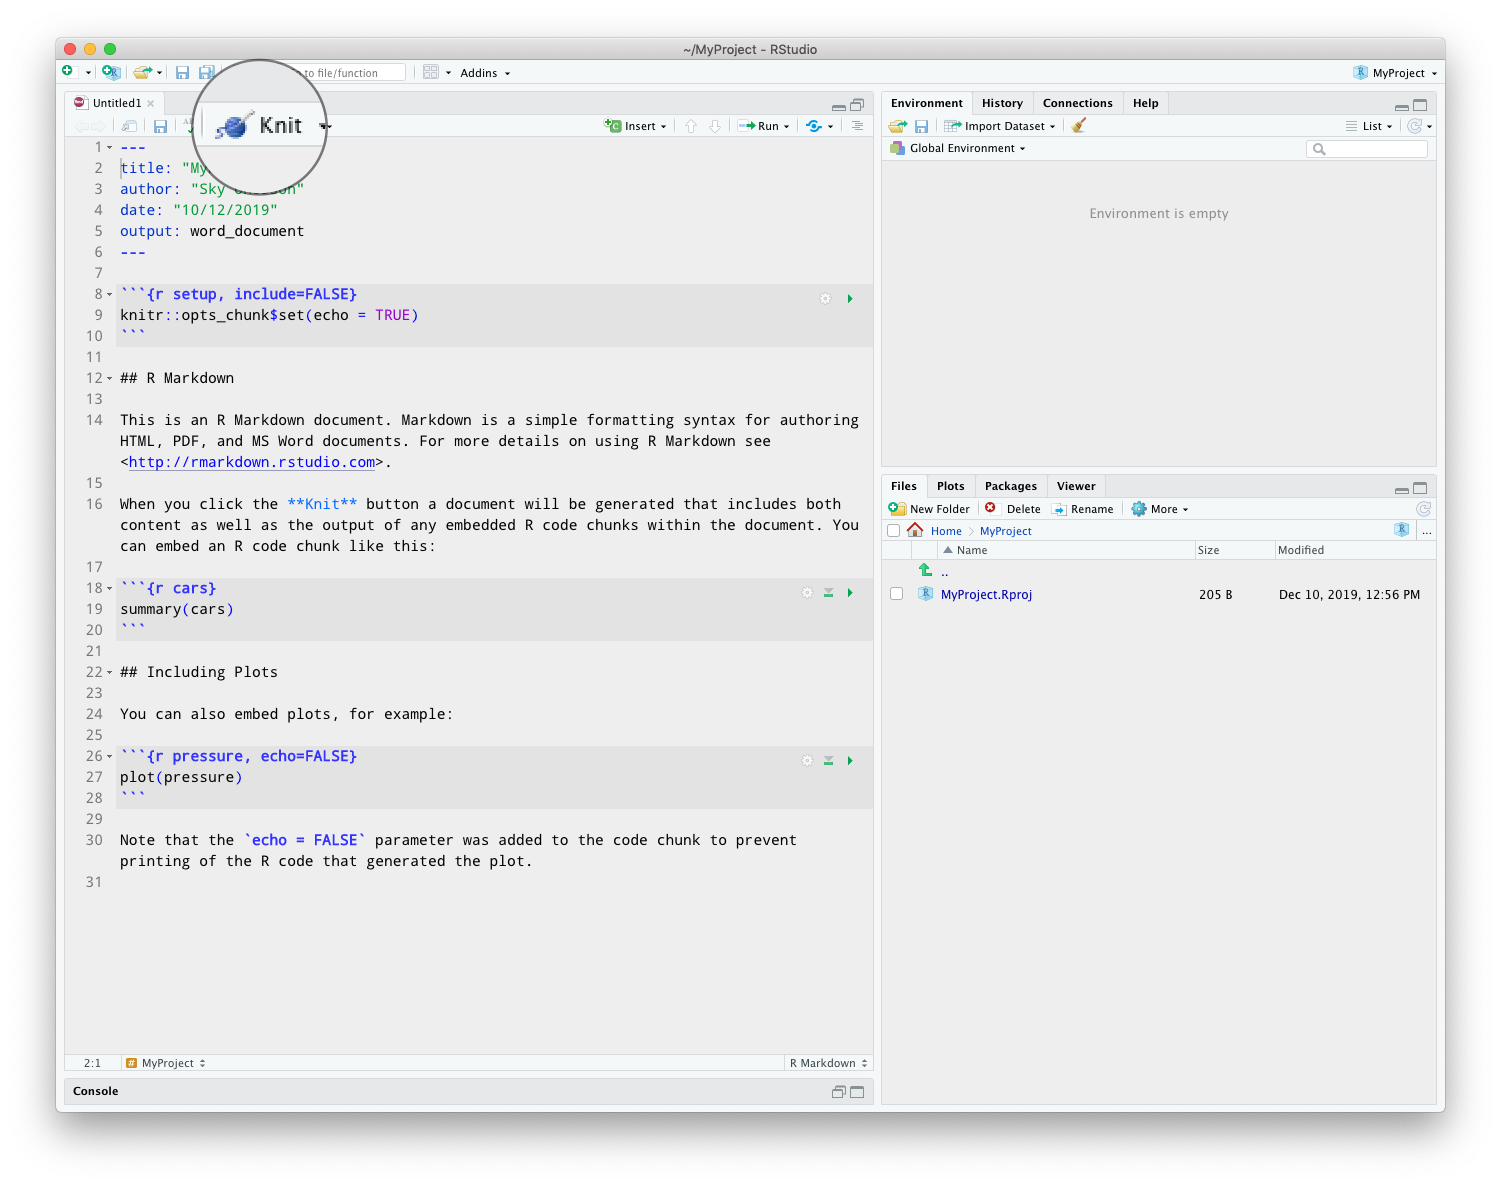 ~/MyProject - RStudio
to file/function
Addins
MyProject
Untitled1
Knit
Insert
Run
1 ---
2 title: "My
3 author: "Sky
4 date: "10/12/2019"
5 output: word_document
6 ---
7
8 ```{r setup, include=FALSE}
9 knitr::opts_chunk$set(echo = TRUE)
10 ```
11
12 ## R Markdown
13
14 This is an R Markdown document. Markdown is a simple formatting syntax for authoring
HTML, PDF, and MS Word documents. For more details on using R Markdown see
<http://rmarkdown.rstudio.com>.
15
16 When you click the **Knit** button a document will be generated that includes both
content as well as the output of any embedded R code chunks within the document. You
can embed an R code chunk like this:
17
18 ```{r cars}
19 summary(cars)
20 ```
21
22 ## Including Plots
23
24 You can also embed plots, for example:
25
26 ```{r pressure, echo=FALSE}
27 plot(pressure)
28 ```
29
30 Note that the `echo = FALSE` parameter was added to the code chunk to prevent
printing of the R code that generated the plot.
31
2:1 MyProject R Markdown
Console
Environment History Connections Help
Import Dataset List
Global Environment
Environment is empty
Files Plots Packages Viewer
New Folder Delete Rename More
Home MyProject ...
Name Size Modified
..
MyProject.Rproj 205 B Dec 10, 2019, 12:56 PM